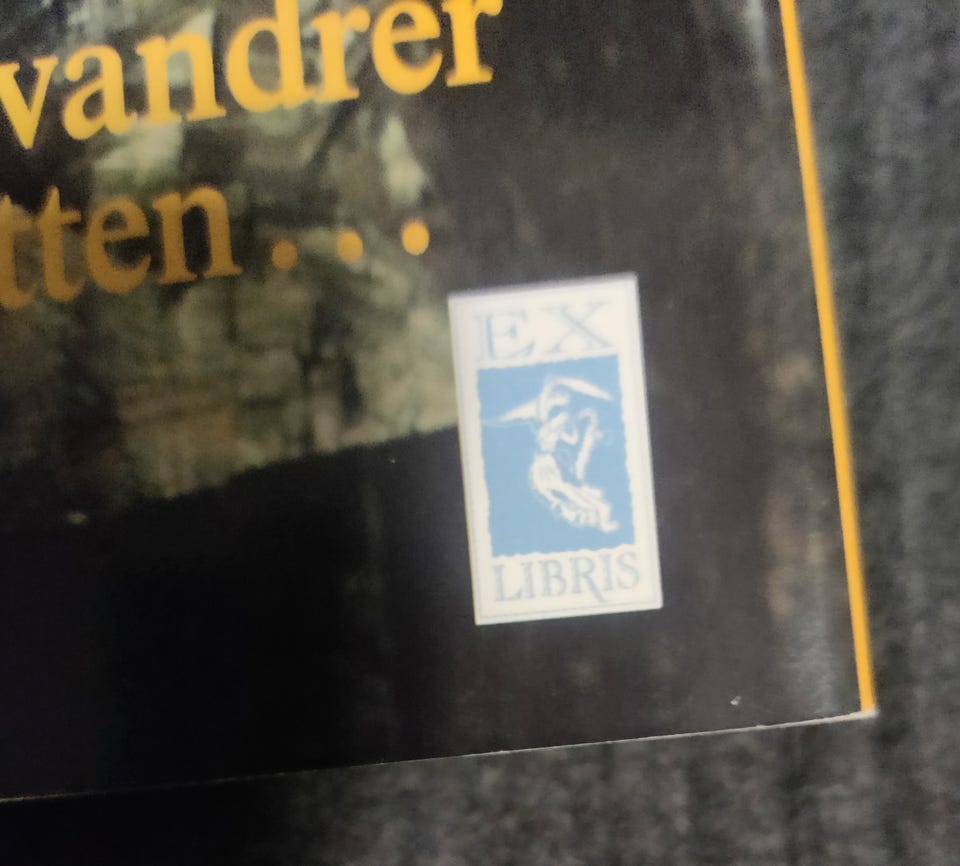 vandrer
tten...
EX
LIBRIS